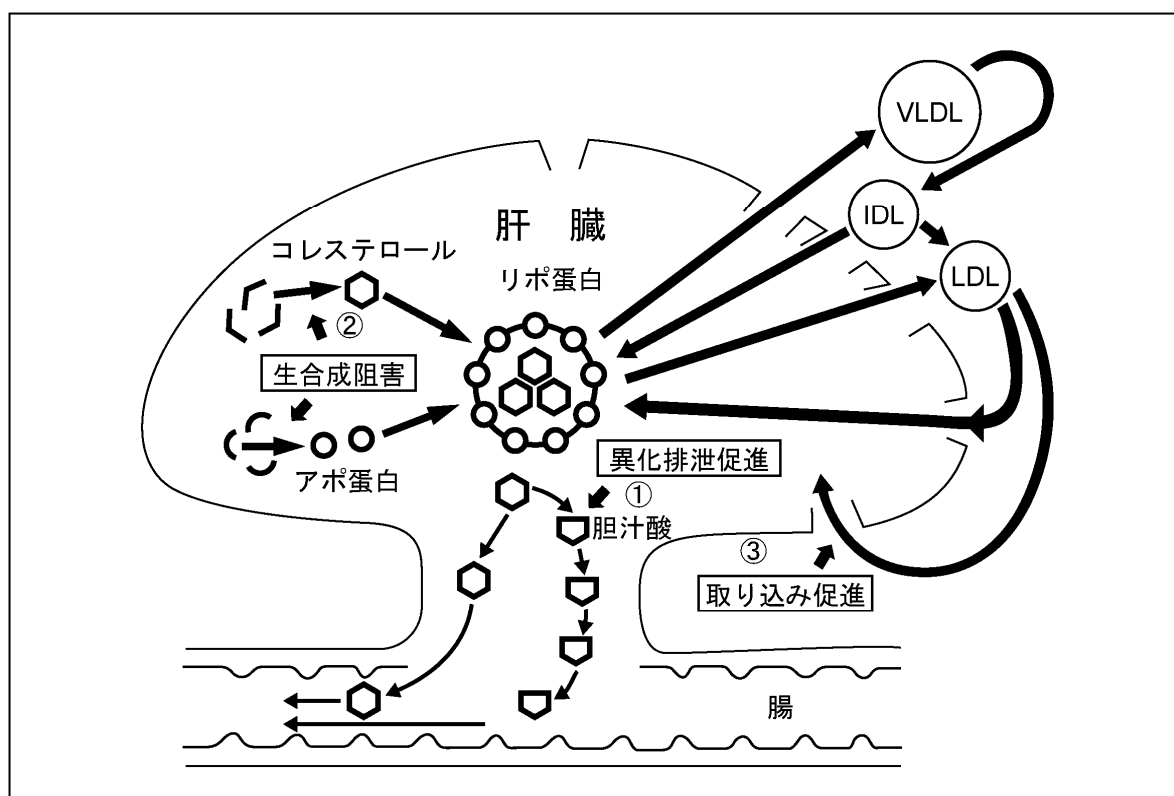 VLDL
IDL
LDL
肝 臓
リポ蛋白
コレステロール
②
生合成阻害
アポ蛋白
異化排泄促進
①
胆汁酸
③
取り込み促進
腸